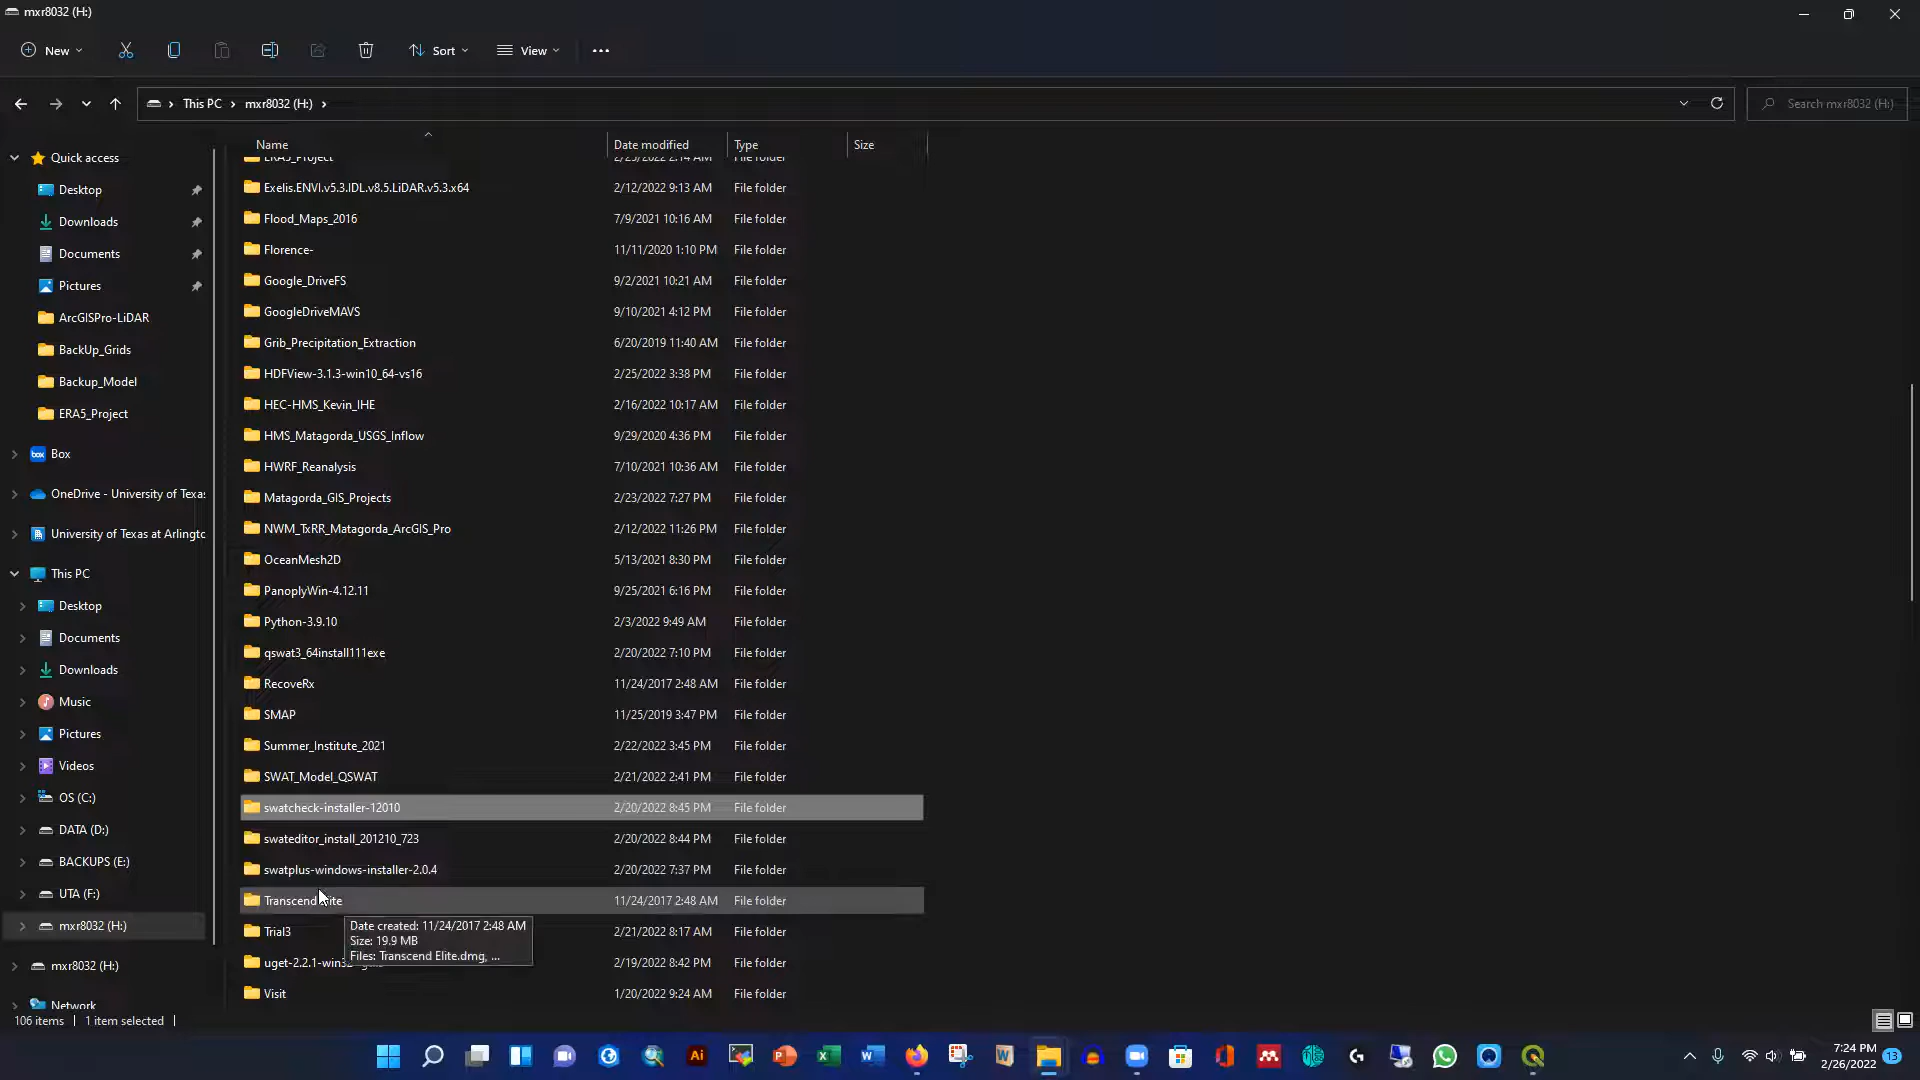 mxr8032 (H:)
New
Sort
View
This PC
mxr8032 (H:)
Search mxr8032 (H:)
Name
Date modified
Type
Size
Quick access
Desktop
Downloads
Documents
Pictures
ArcGISPro-LiDAR
BackUp_Grids
Backup_Model
ERA5_Project
Box
OneDrive - University of Texas
University of Texas at Arlingto
This PC
Desktop
Documents
Downloads
Music
Pictures
Videos
OS (C:)
DATA (D:)
BACKUPS (E:)
UTA (F:)
mxr8032 (H:)
mxr8032 (H:)
Network
ERA5_Project 2/25/2022 2:14 AM File folder
Exelis.ENVI.v5.3.IDL.v8.5.LiDAR.v5.3.x64 2/12/2022 9:13 AM File folder
Flood_Maps_2016 7/9/2021 10:16 AM File folder
Florence- 11/11/2020 1:10 PM File folder
Google_DriveFS 9/2/2021 10:21 AM File folder
GoogleDriveMAVS 9/10/2021 4:12 PM File folder
Grib_Precipitation_Extraction 6/20/2019 11:40 AM File folder
HDFView-3.1.3-win10_64-vs16 2/25/2022 3:38 PM File folder
HEC-HMS_Kevin_IHE 2/16/2022 10:17 AM File folder
HMS_Matagorda_USGS_Inflow 9/29/2020 4:36 PM File folder
HWRF_Reanalysis 7/10/2021 10:36 AM File folder
Matagorda_GIS_Projects 2/23/2022 7:27 PM File folder
NWM_TxRR_Matagorda_ArcGIS_Pro 2/12/2022 11:26 PM File folder
OceanMesh2D 5/13/2021 8:30 PM File folder
PanoplyWin-4.12.11 9/25/2021 6:16 PM File folder
Python-3.9.10 2/3/2022 9:49 AM File folder
qswat3_64install111exe 2/20/2022 7:10 PM File folder
RecoveRx 11/24/2017 2:48 AM File folder
SMAP 11/25/2019 3:47 PM File folder
Summer_Institute_2021 2/22/2022 3:45 PM File folder
SWAT_Model_QSWAT 2/21/2022 2:41 PM File folder
swatcheck-installer-12010 2/20/2022 8:45 PM File folder
swateditor_install_201210_723 2/20/2022 8:44 PM File folder
swatplus-windows-installer-2.0.4 2/20/2022 7:37 PM File folder
Transcend 11/24/2017 2:48 AM File folder
Trial3 2/21/2022 8:17 AM File folder
2/19/2022 8:42 PM File folder
Visit 1/20/2022 9:24 AM File folder
Date created: 11/24/2017 2:48 AM
Size: 19.9 MB
Files: Transcend Elite.dmg, ...
106 items
1 item selected
7:24 PM
2/26/2022
13